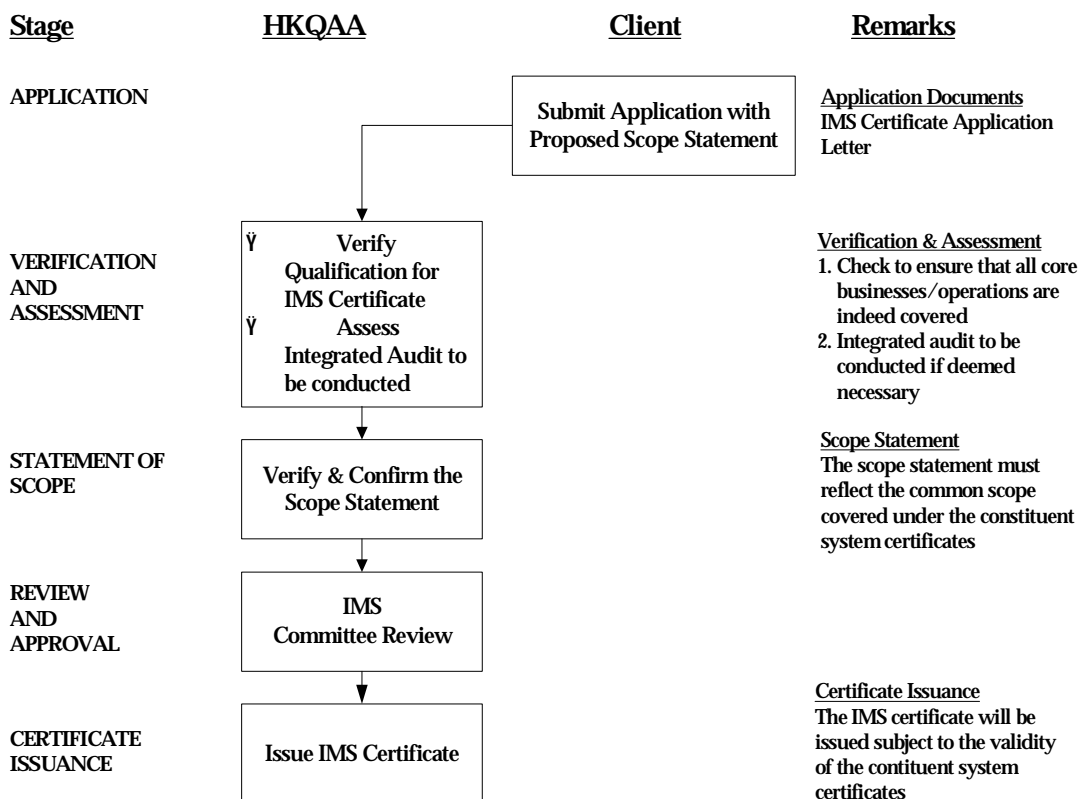 Stage HKQAA Client Remarks
APPLICATION
Submit Application with
Proposed Scope Statement
Application Documents
IMS Certificate Application
Letter
VERIFICATION
AND
ASSESSMENT
Ÿ Verify
Qualification for
IMS Certificate
Ÿ Assess
Integrated Audit to
be conducted
Verification & Assessment
1. Check to ensure that all core
businesses/operations are
indeed covered
2. Integrated audit to be
conducted if deemed
necessary
STATEMENT OF
SCOPE
Verify & Confirm the
Scope Statement
Scope Statement
The scope statement must
reflect the common scope
covered under the constituent
system certificates
REVIEW
AND
APPROVAL
IMS
Committee Review
CERTIFICATE
ISSUANCE
Issue IMS Certificate
Certificate Issuance
The IMS certificate will be
issued subject to the validity
of the contituent system
certificates